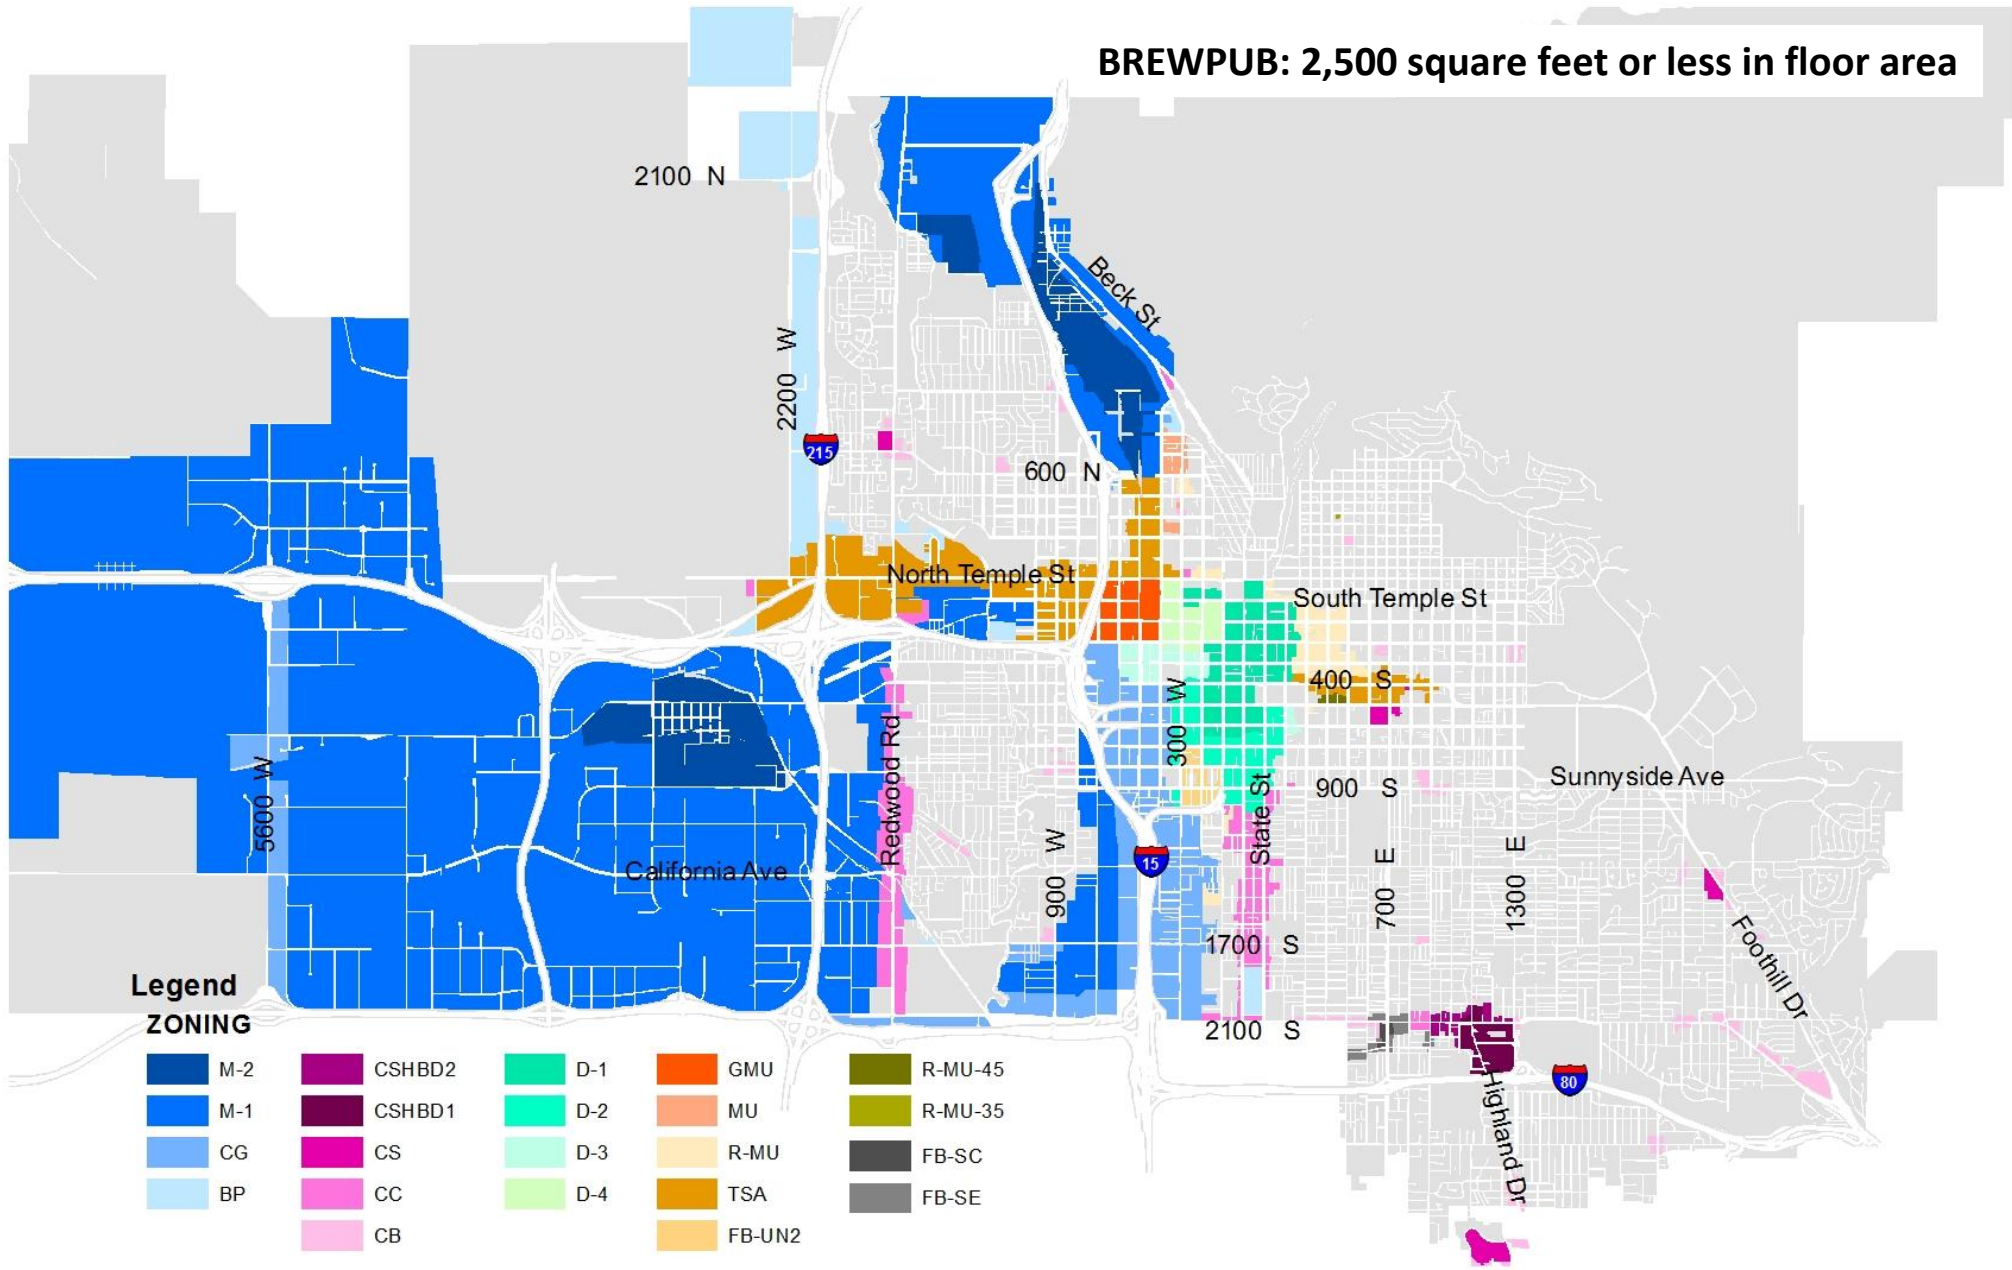 BREWPUB: 2,500 square feet or less in floor area
2100 N
Beck St
2200 W
215
600 N
North Temple St
South Temple St
400 S
300 W
Redwood Rd
5600 W
900 S
Sunnyside Ave
State St
California Ave
900 W
15
700 E
1300 E
1700 S
Foothill Dr
2100 S
80
Highland Dr
Legend
ZONING
M-2
M-1
CG
BP
CSHBD2
CSHBD1
CS
CC
CB
D-1
D-2
D-3
D-4
GMU
MU
R-MU
TSA
FB-UN2
R-MU-45
R-MU-35
FB-SC
FB-SE